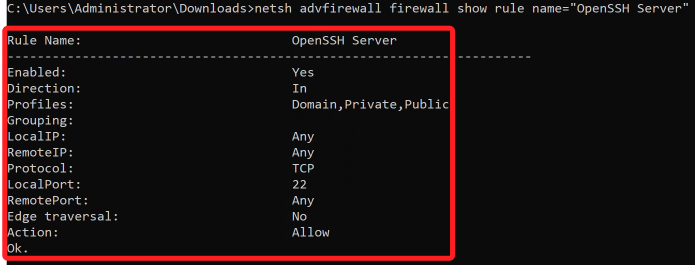 C:\Users\Administrator\Downloads>netsh advfirewall firewall show rule name="OpenSSH Server"
Rule Name: OpenSSH Server
----------------------------------------------------------------------
Enabled: Yes
Direction: In
Profiles: Domain,Private,Public
Grouping:
LocalIP: Any
RemoteIP: Any
Protocol: TCP
LocalPort: 22
RemotePort: Any
Edge traversal: No
Action: Allow
Ok.